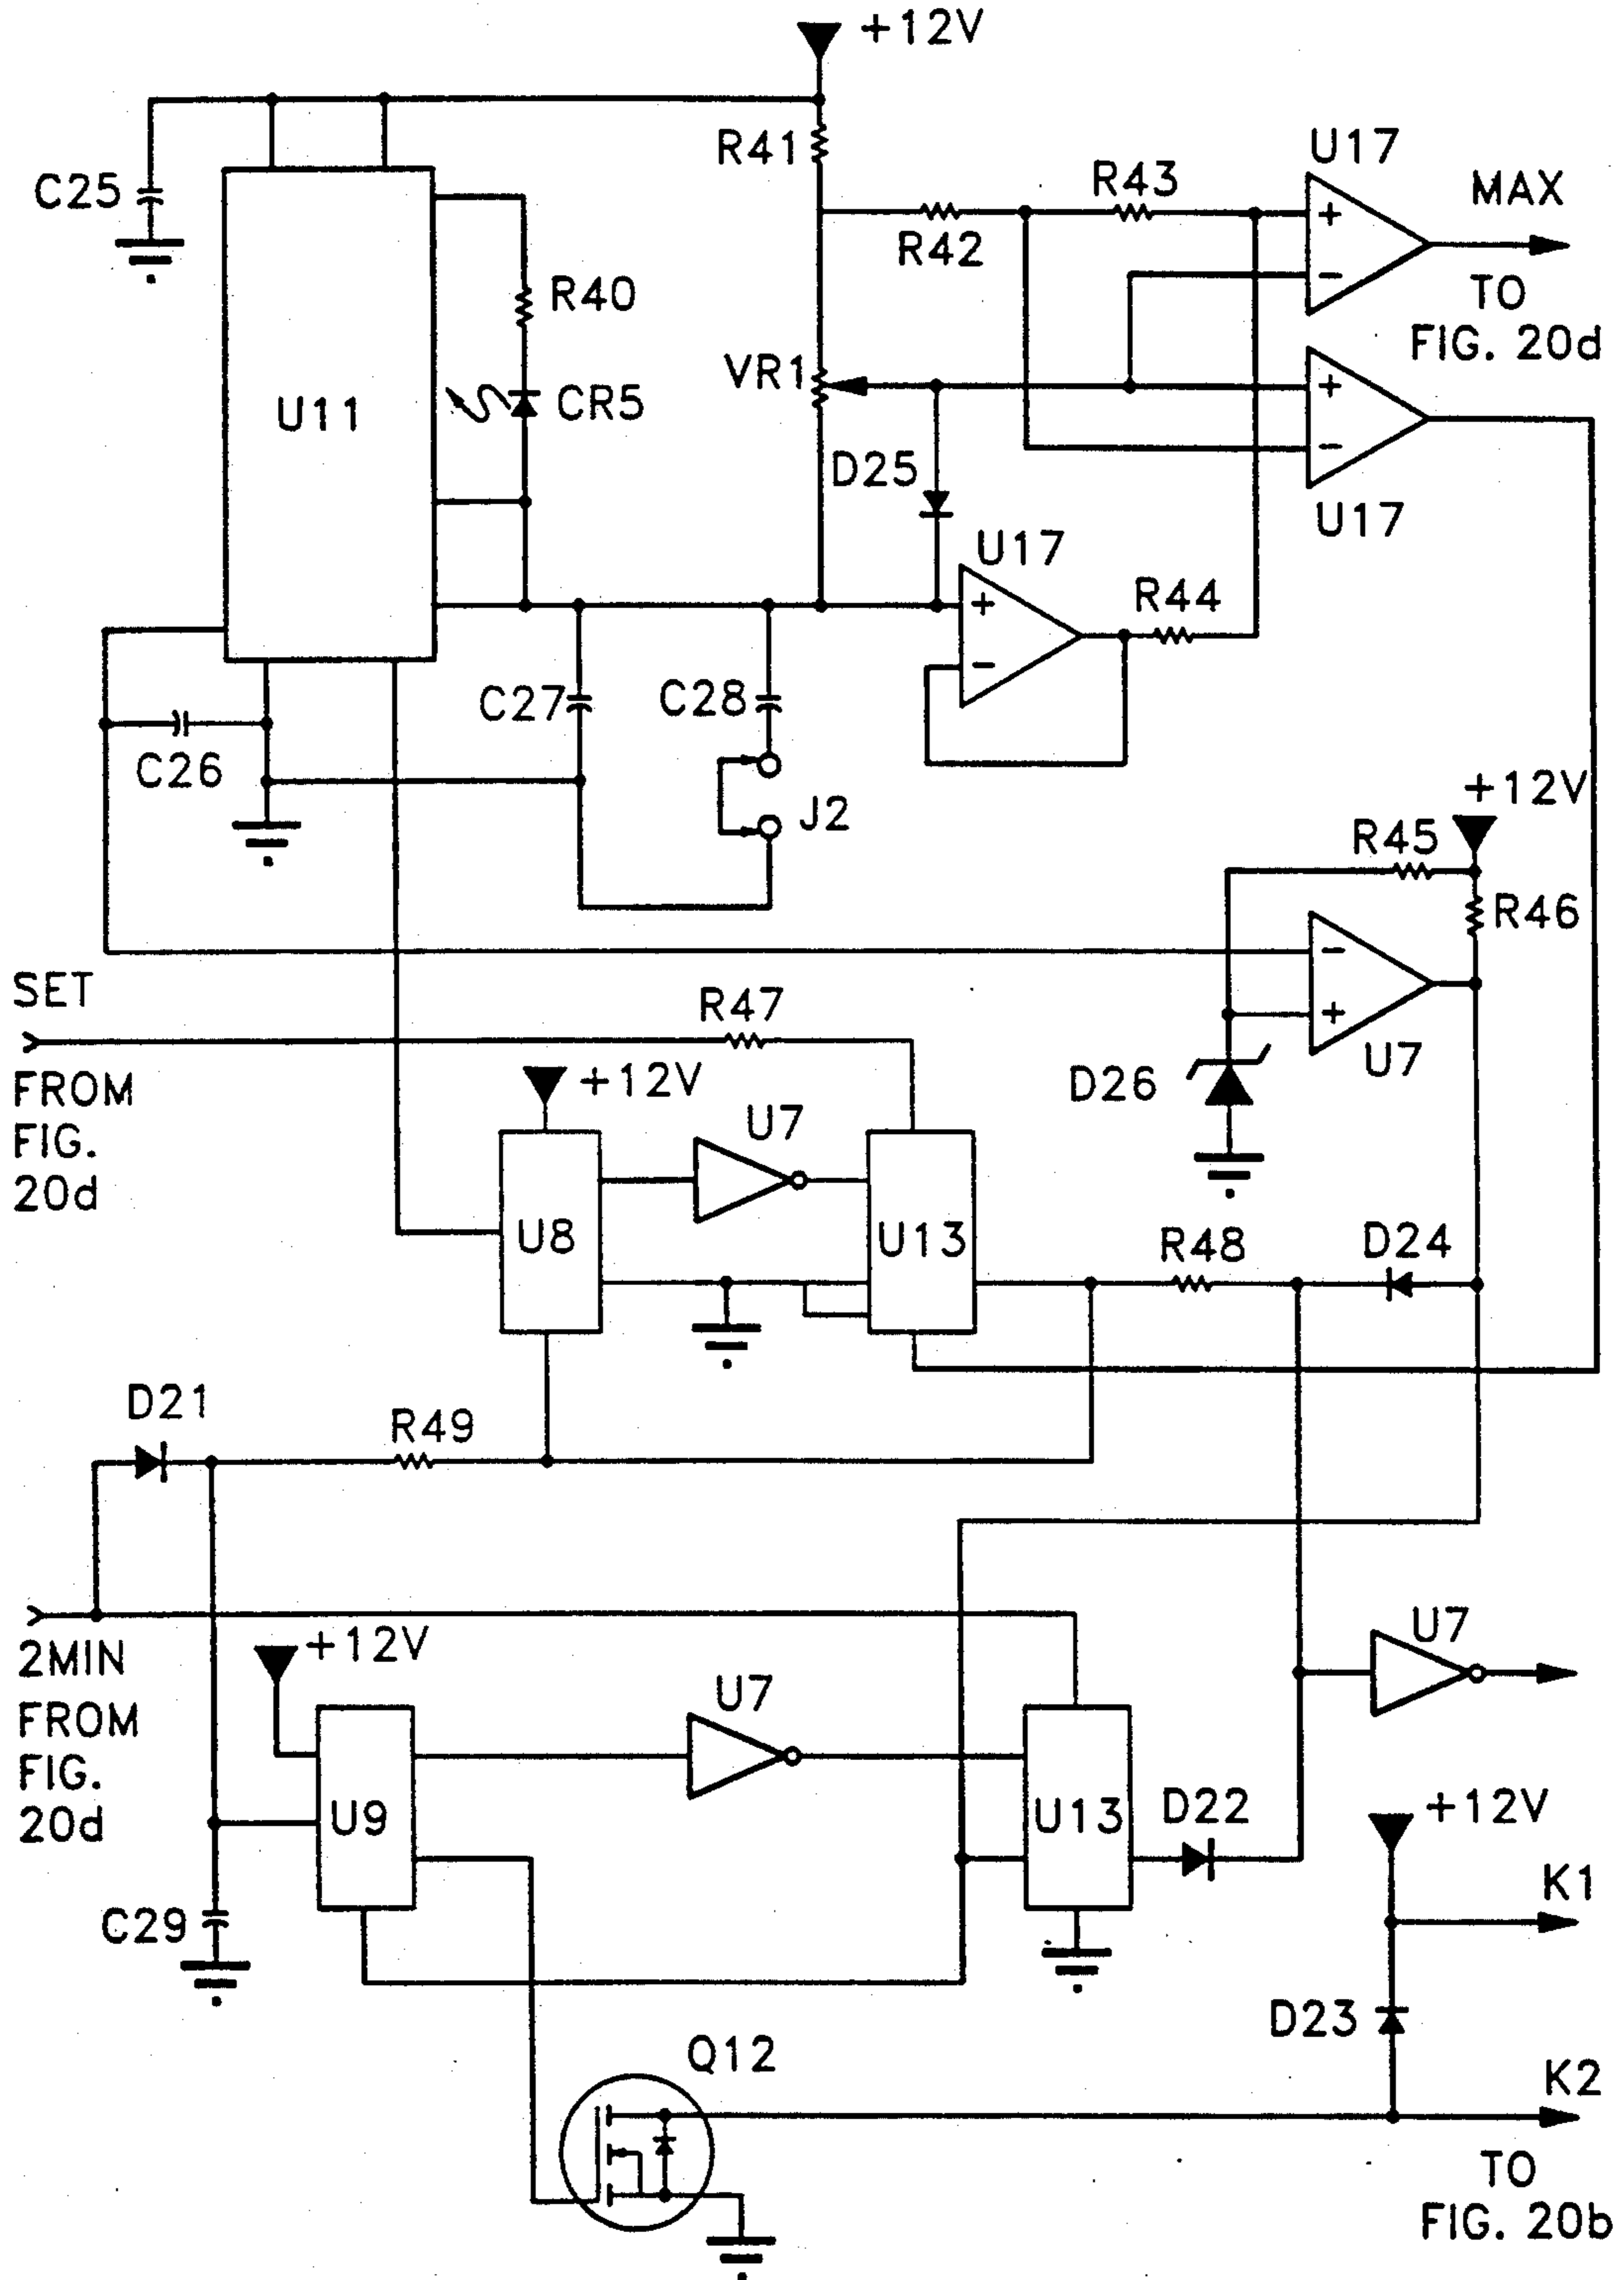 +12V
R41
U17
C25
R43
MAX
R42
R40
TO
FIG. 20d
VR1
U11
CR5
+
-
+
-
D25
U17
U17
R44
+
-
C27
C28
C26
J2
+12V
R45
R46
-
+
SET
R47
U7
FROM
FIG.
20d
+12V
D26
U7
U8
U13
R48
D24
D21
R49
2MIN
FROM
FIG.
20d
+12V
U7
U7
U9
U13
D22
+12V
C29
K1
D23
Q12
K2
TO
FIG. 20b